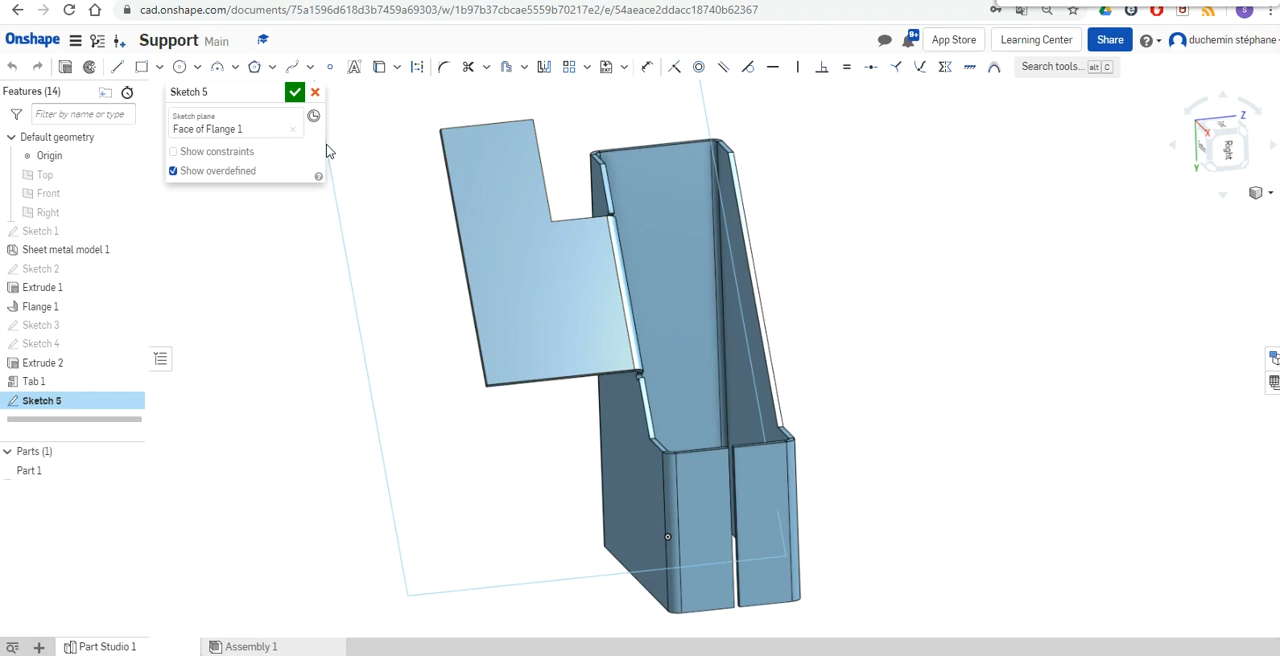 cad.onshape.com/documents/75a1596d618d3b7459a69303/w/1b97b37cbcae5559b70217e2/e/54aeace2ddacc18740b62367
Onshape Support Main 9+ App Store Learning Center Share duchemin stéphane
Search tools... alt C
Features (14)
Filter by name or type
Default geometry
Origin
Top
Front
Right
Sketch 1
Sheet metal model 1
Sketch 2
Extrude 1
Flange 1
Sketch 3
Sketch 4
Extrude 2
Tab 1
Sketch 5
Parts (1)
Part 1
Sketch 5
Sketch plane
Face of Flange 1
Show constraints
Show overdefined
Z
X
Right
Y
Part Studio 1
Assembly 1